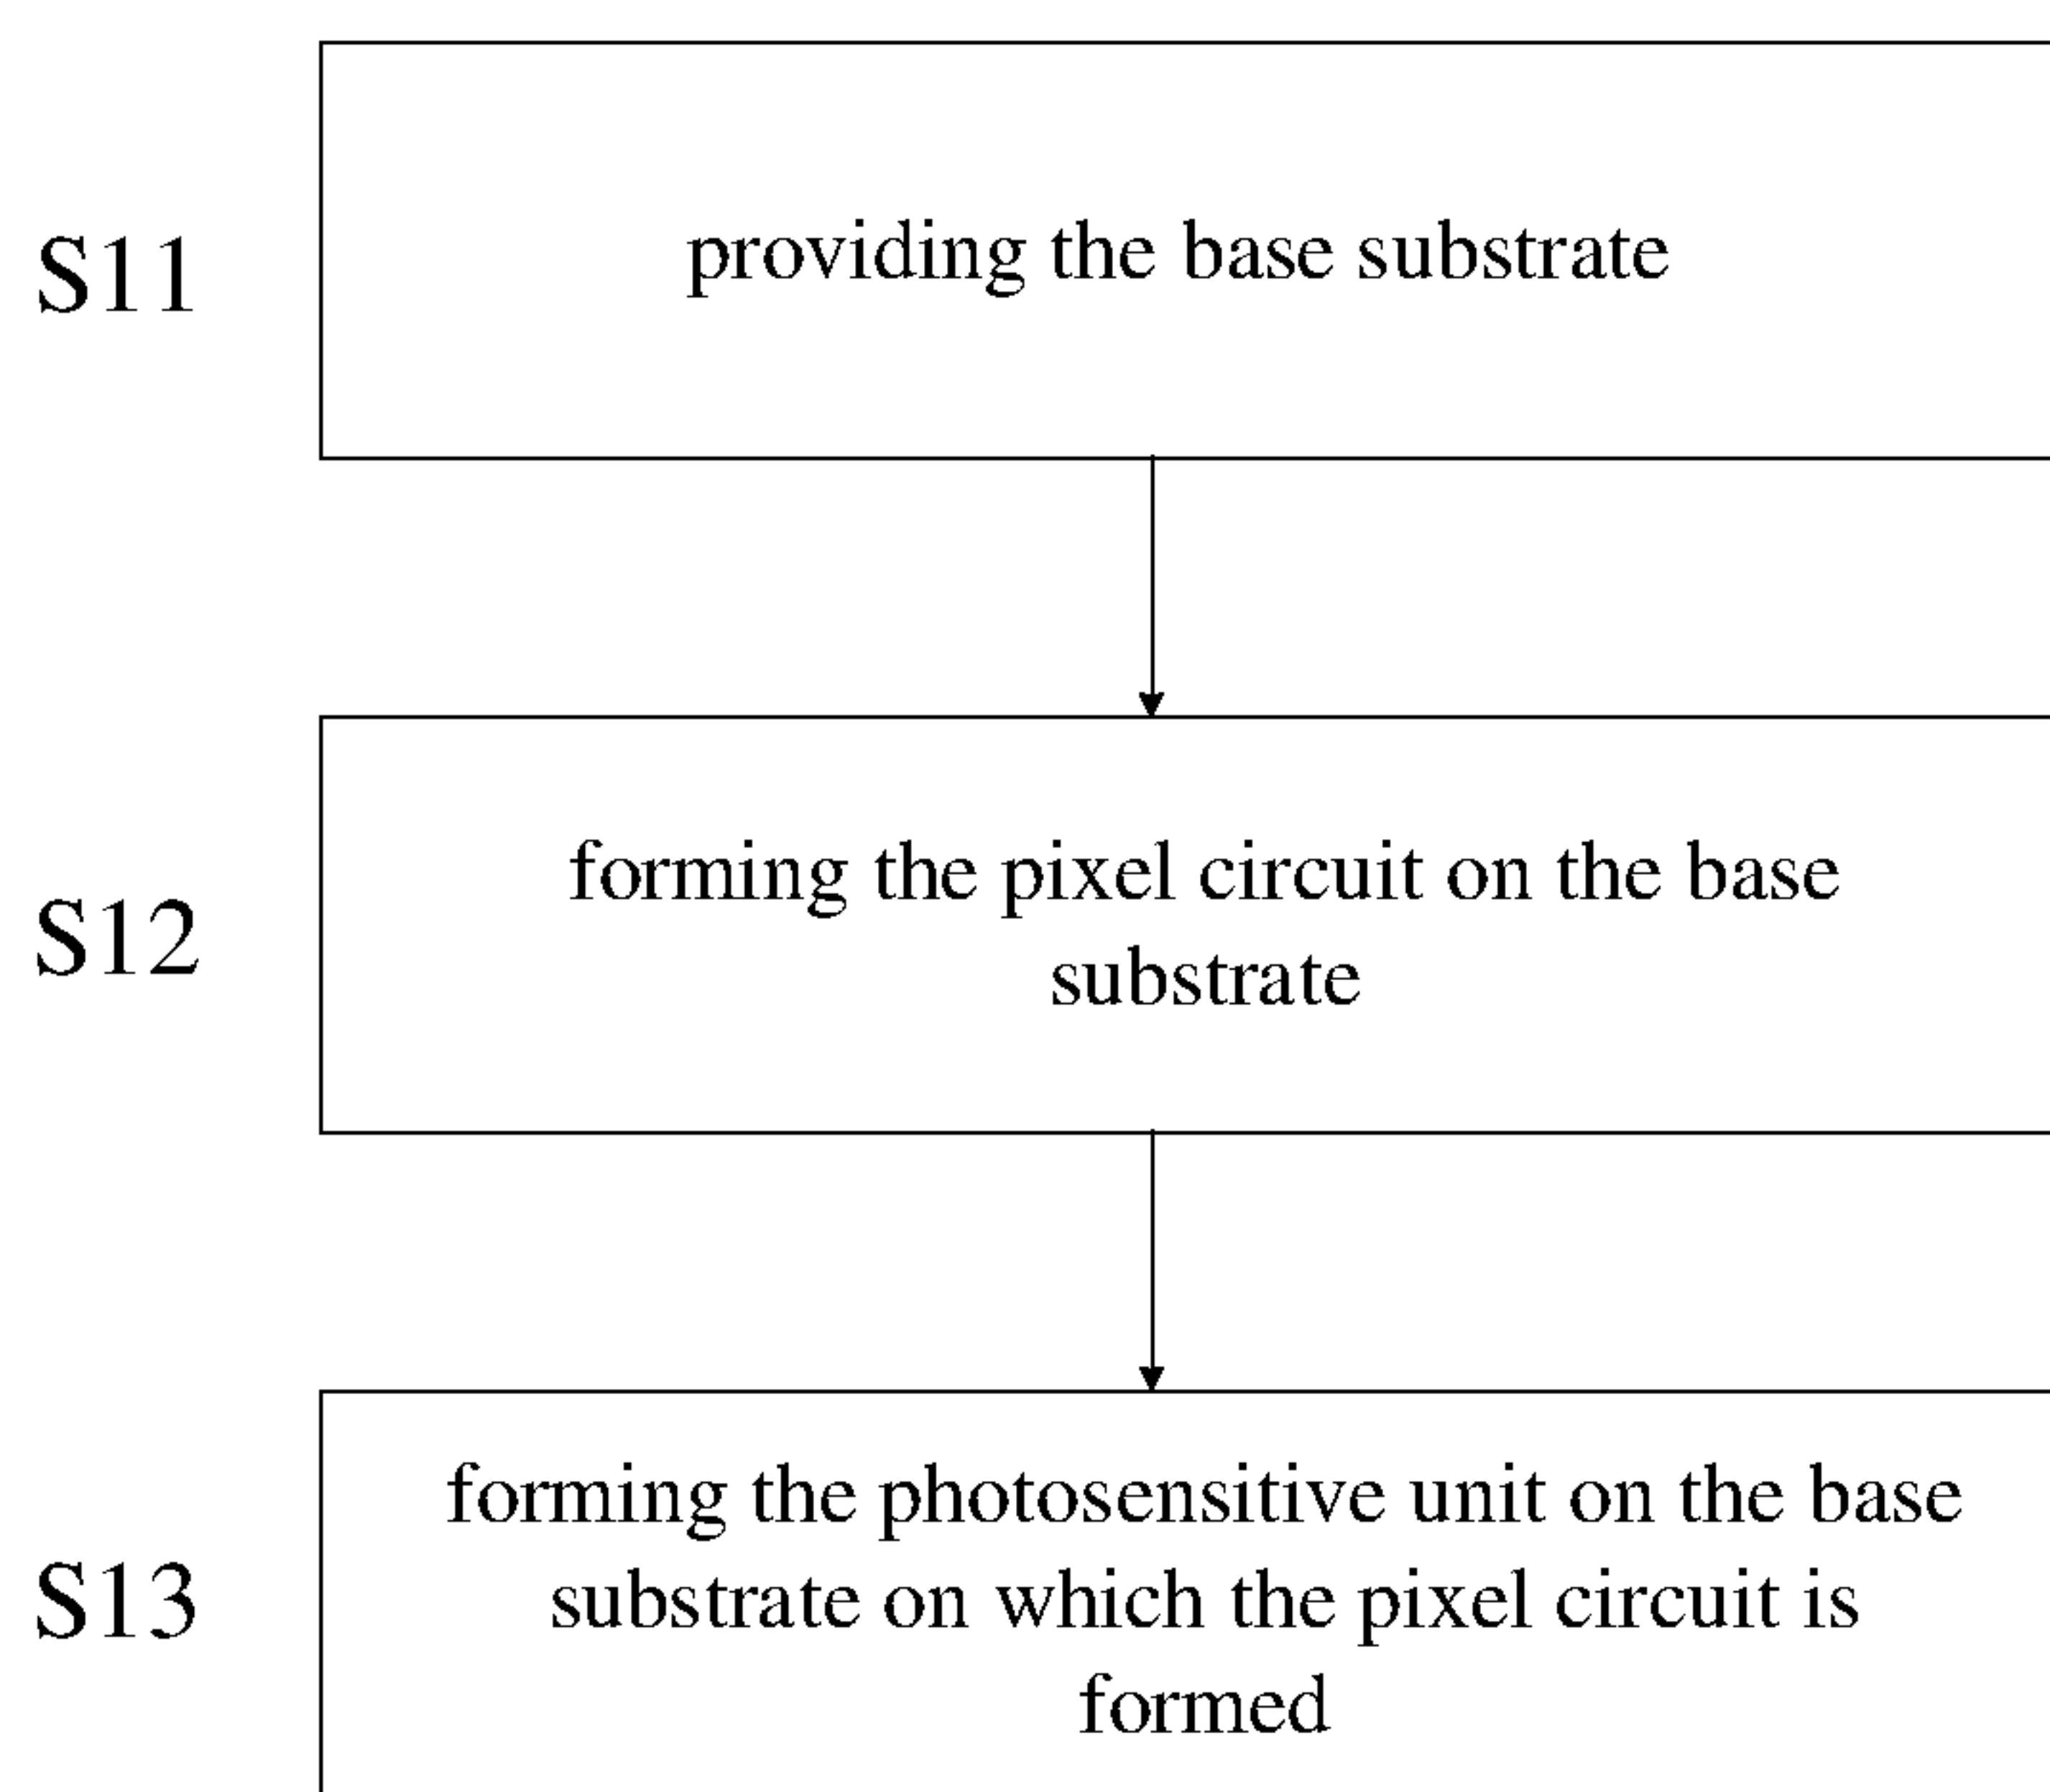 S11
providing the base substrate
S12
forming the pixel circuit on the base
substrate
S13
forming the photosensitive unit on the base
substrate on which the pixel circuit is
formed